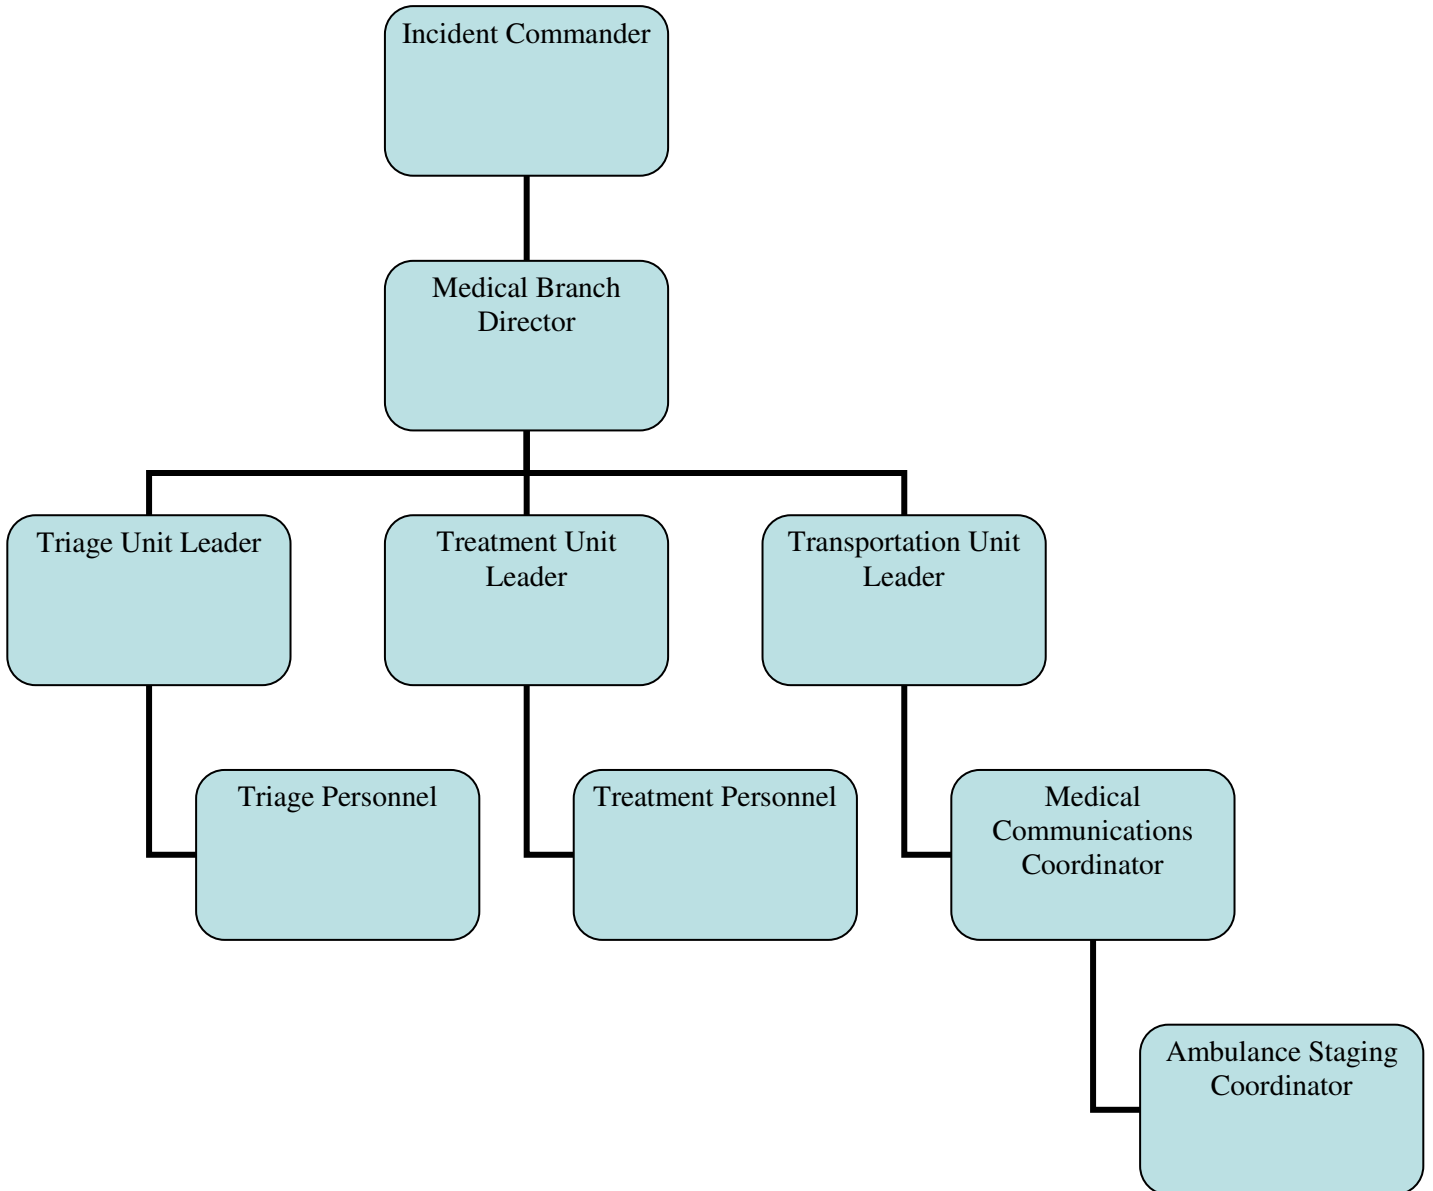 Incident Commander
Medical Branch
Director
Triage Unit Leader
Treatment Unit
Leader
Transportation Unit
Leader
Triage Personnel
Treatment Personnel
Medical
Communications
Coordinator
Ambulance Staging
Coordinator